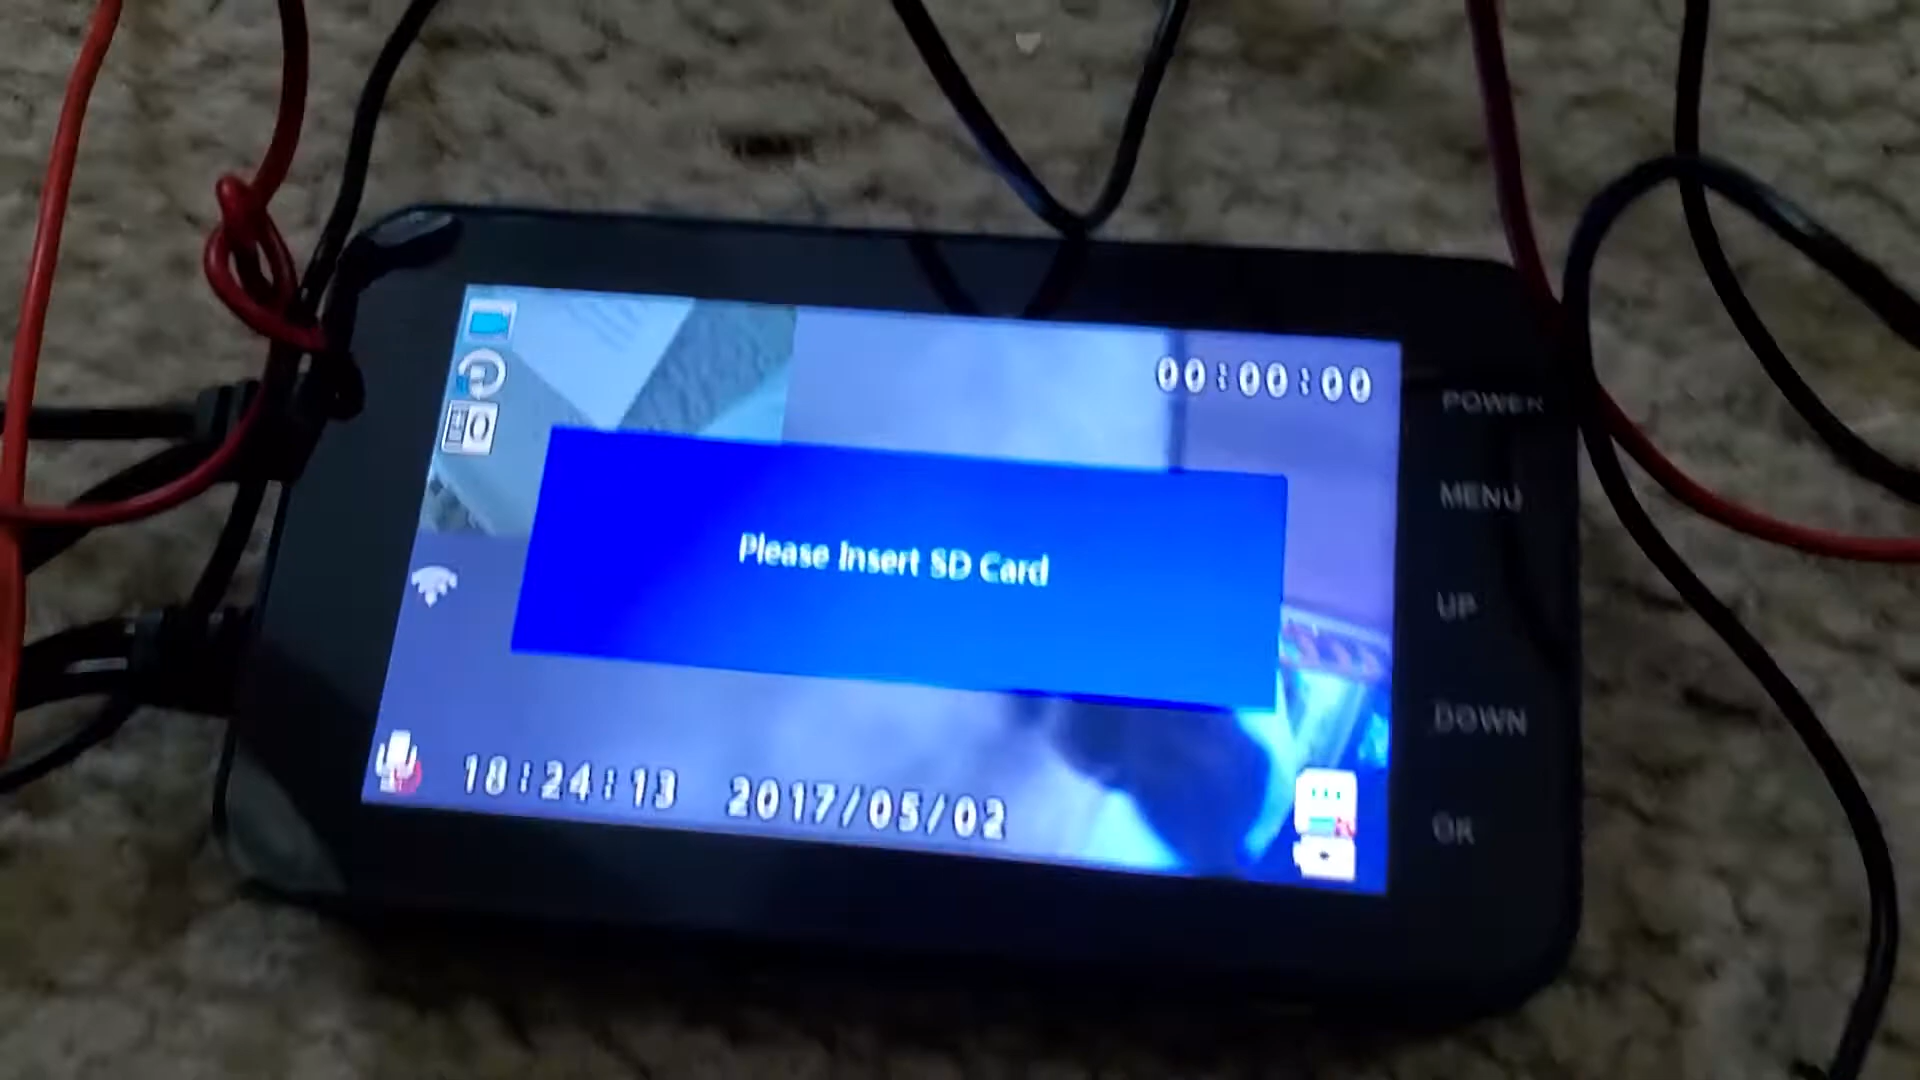 00:00:00
Please Insert SD Card
18:24:13 2017/05/02
POWER
MENU
UP
DOWN
OK